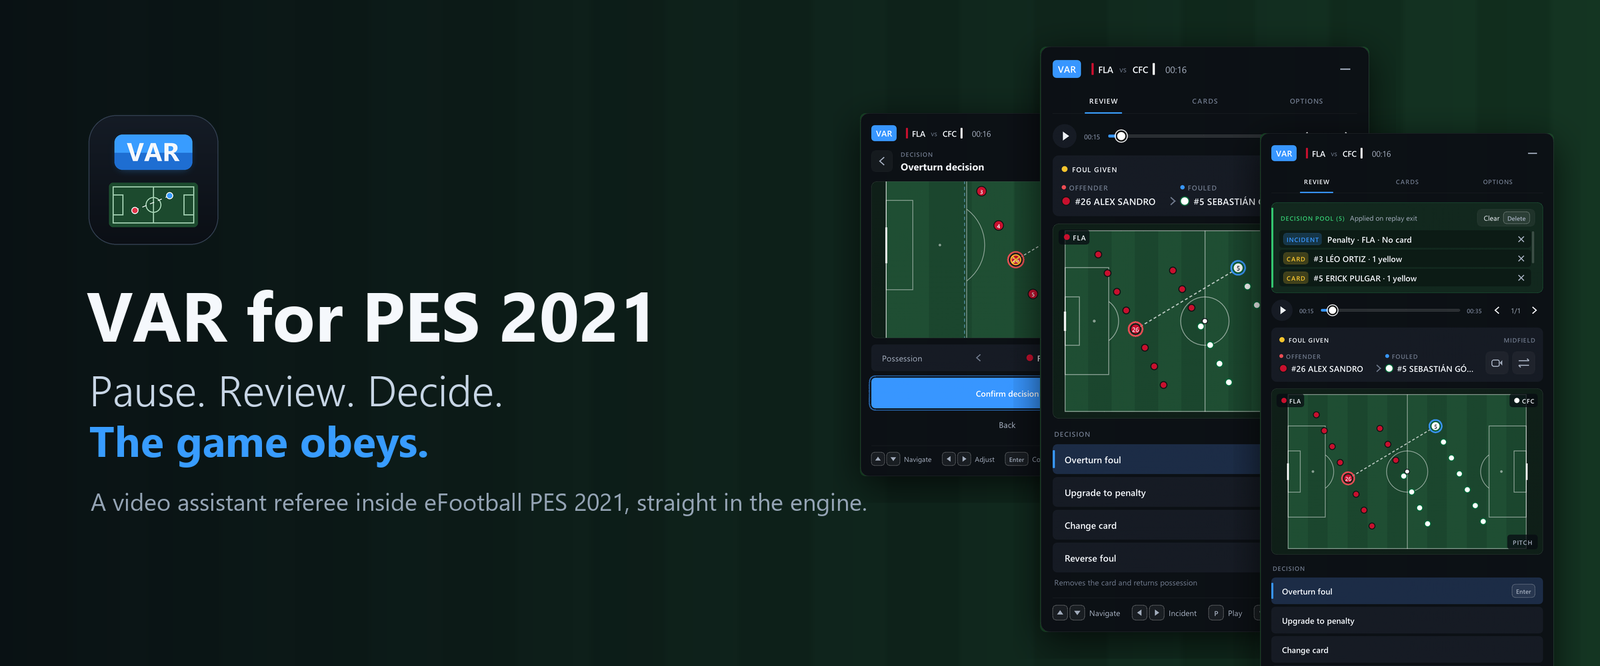 VAR
VAR for PES 2021
Pause. Review. Decide.
The game obeys.
A video assistant referee inside eFootball PES 2021, straight in the engine.
VAR FLA vs CFC 00:16
DECISION
Overturn decision
3
4
5
Possession
Confirm decision
Back
Navigate Adjust Enter
VAR FLA vs CFC 00:16
REVIEW CARDS OPTIONS
00:15
FOUL GIVEN
OFFENDER FOULED
#26 ALEX SANDRO #5 SEBASTIÁN
FLA
5
26
DECISION
Overturn foul
Upgrade to penalty
Change card
Reverse foul
Removes the card and returns possession
Navigate Incident P Play
VAR FLA vs CFC 00:16
REVIEW CARDS OPTIONS
DECISION POOL (5) Applied on replay exit Clear Delete
INCIDENT Penalty · FLA · No card
CARD #3 LÉO ORTIZ · 1 yellow
CARD #5 ERICK PULGAR · 1 yellow
00:15 00:35 1/1
FOUL GIVEN MIDFIELD
OFFENDER FOULED
#26 ALEX SANDRO #5 SEBASTIÁN GÓ...
FLA CFC
5
26
PITCH
DECISION
Overturn foul Enter
Upgrade to penalty
Change card